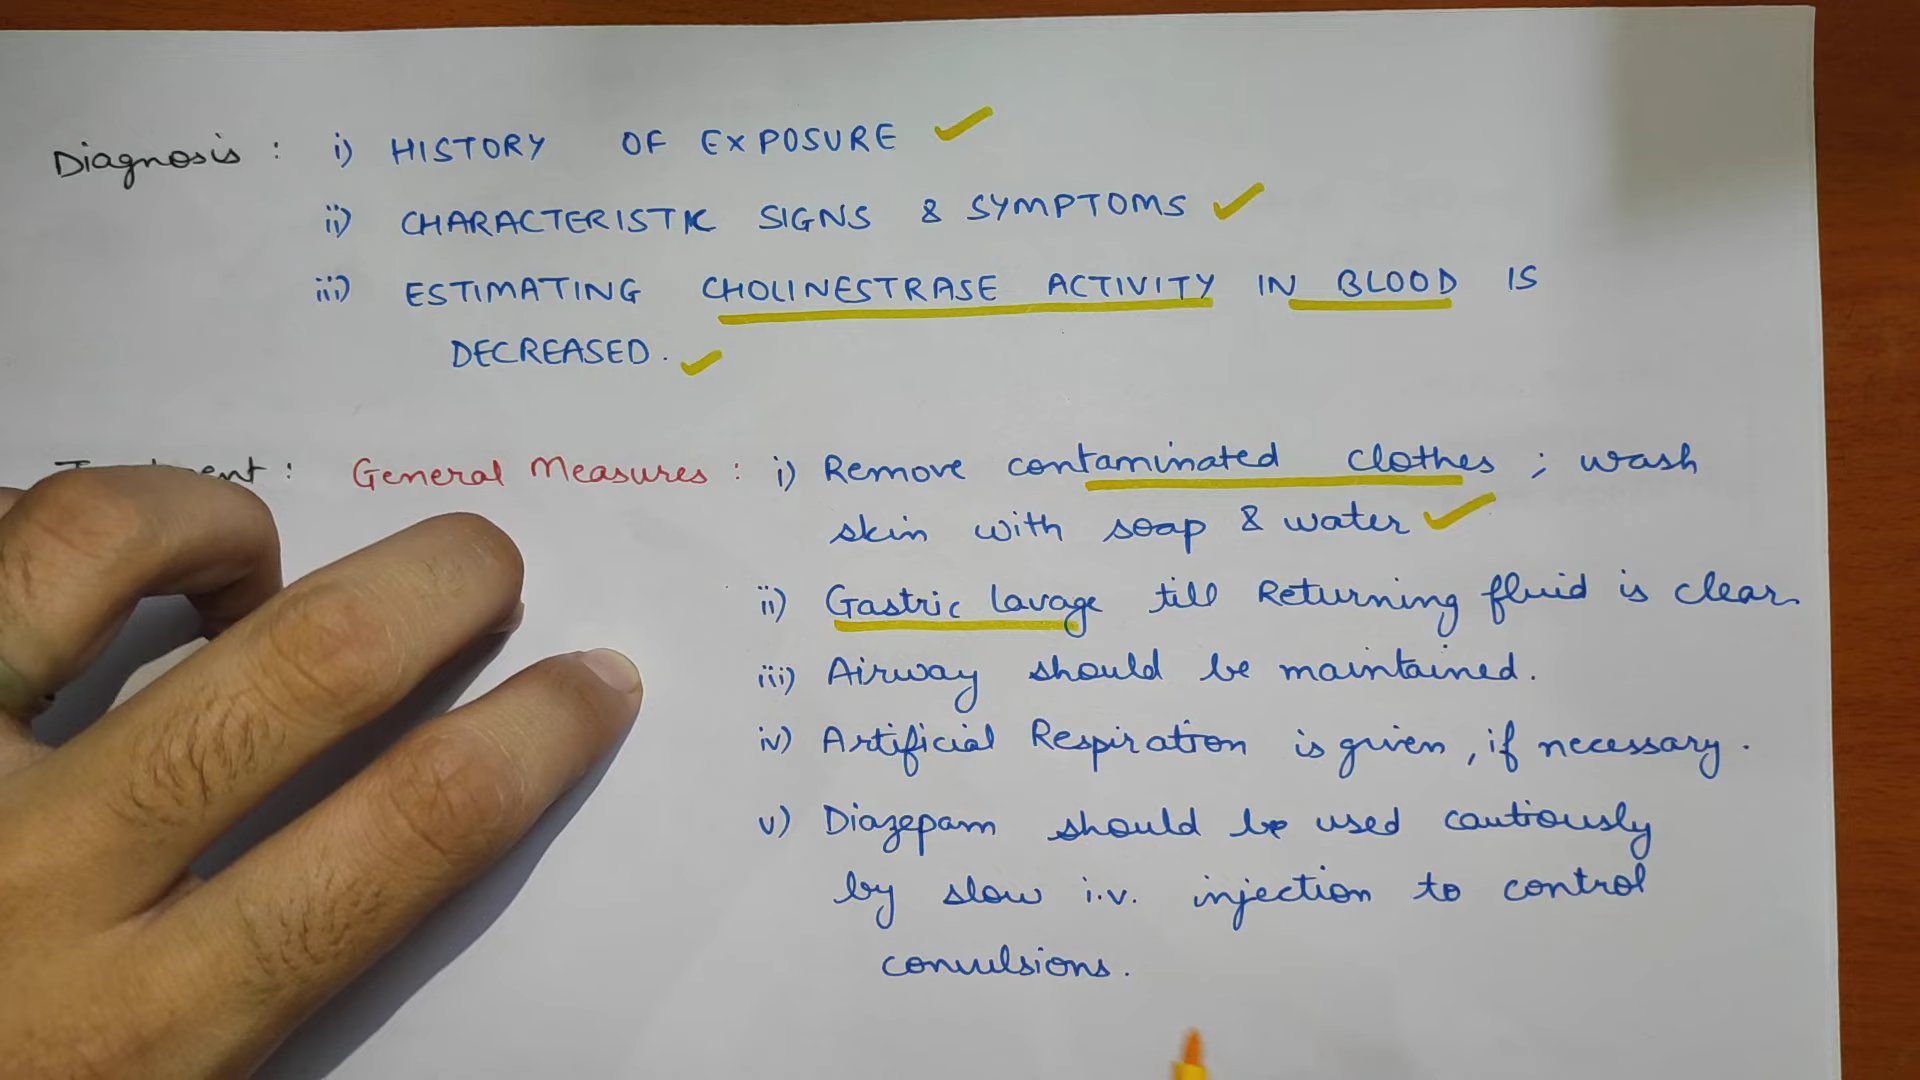 Diagnosis : i) HISTORY OF EXPOSURE
ii) CHARACTERISTIC SIGNS & SYMPTOMS
iii) ESTIMATING CHOLINESTRASE ACTIVITY IN BLOOD IS
DECREASED.
General Measures : i) Remove contaminated clothes ; wash
skin with soap & water
ii) Gastric lavage till Returning fluid is clear.
iii) Airway should be maintained.
iv) Artificial Respiration is given, if necessary.
v) Diazepam should be used cautiously
by slow i.v. injection to control
convulsions.